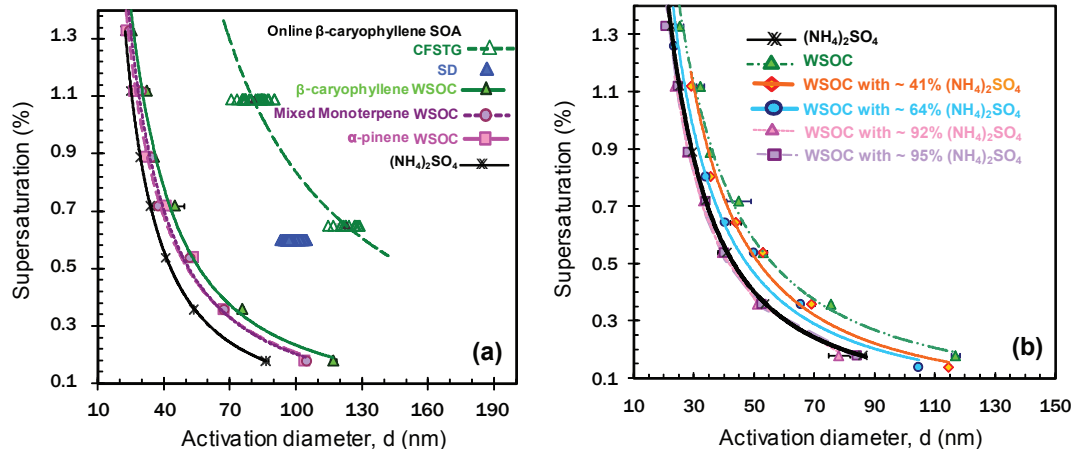 Supersaturation (%)
1.3
1.1
0.9
0.7
0.5
0.3
0.1
Online β-caryophyllene SOA
CFSTG
SD
β-caryophyllene WSOC
Mixed Monoterpene WSOC
α-pinene WSOC
(NH₄)₂SO₄
(a)
10 40 70 100 130 160 190
Activation diameter, d (nm)
Supersaturation (%)
1.3
1.1
0.9
0.7
0.5
0.3
0.1
(NH₄)₂SO₄
WSOC
WSOC with ~ 41% (NH₄)₂SO₄
WSOC with ~ 64% (NH₄)₂SO₄
WSOC with ~ 92% (NH₄)₂SO₄
WSOC with ~ 95% (NH₄)₂SO₄
(b)
10 30 50 70 90 110 130 150
Activation diameter, d (nm)